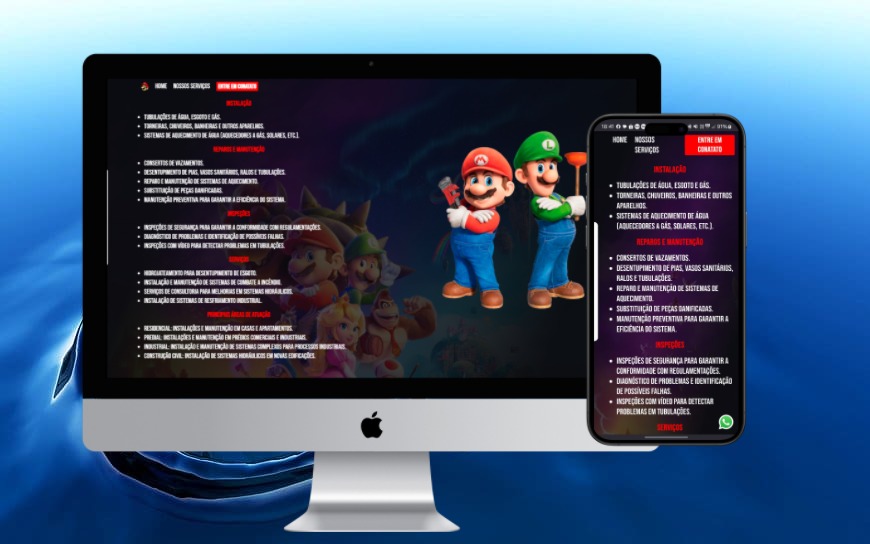 HOME NOSSOS SERVIÇOS ENTRE EM CONATATO
INSTALAÇÃO
TUBULAÇÕES DE ÁGUA, ESGOTO E GÁS.
TORNEIRAS, CHUVEIROS, BANHEIRAS E OUTROS APARELHOS.
SISTEMAS DE AQUECIMENTO DE ÁGUA (AQUECEDORES A GÁS, SOLARES, ETC.).
REPAROS E MANUTENÇÃO
CONSERTOS DE VAZAMENTOS.
DESENTUPIMENTO DE PIAS, VASOS SANITÁRIOS, RALOS E TUBULAÇÕES.
REPARO E MANUTENÇÃO DE SISTEMAS DE AQUECIMENTO.
SUBSTITUIÇÃO DE PEÇAS DANIFICADAS.
MANUTENÇÃO PREVENTIVA PARA GARANTIR A EFICIÊNCIA DO SISTEMA.
INSPEÇÕES
INSPEÇÕES DE SEGURANÇA PARA GARANTIR A CONFORMIDADE COM REGULAMENTAÇÕES.
DIAGNÓSTICO DE PROBLEMAS E IDENTIFICAÇÃO DE POSSÍVEIS FALHAS.
INSPEÇÕES COM VÍDEO PARA DETECTAR PROBLEMAS EM TUBULAÇÕES.
SERVIÇOS
HIDROJATEAMENTO PARA DESENTUPIMENTO DE ESGOTO.
INSTALAÇÃO E MANUTENÇÃO DE SISTEMAS DE COMBATE A INCÊNDIO.
SERVIÇOS DE CONSULTORIA PARA MELHORIAS EM SISTEMAS HIDRÁULICOS.
INSTALAÇÃO DE SISTEMAS DE RESFRIAMENTO INDUSTRIAL.
PRINCIPAIS ÁREAS DE ATUAÇÃO
RESIDENCIAL: INSTALAÇÕES E MANUTENÇÃO EM CASAS E APARTAMENTOS.
PREDIAL: INSTALAÇÕES E MANUTENÇÃO EM PRÉDIOS COMERCIAIS E INDUSTRIAIS.
INDUSTRIAL: INSTALAÇÃO E MANUTENÇÃO DE SISTEMAS COMPLEXOS PARA PROCESSOS INDUSTRIAIS.
CONSTRUÇÃO CIVIL: INSTALAÇÃO DE SISTEMAS HIDRÁULICOS EM NOVAS EDIFICAÇÕES.
M
L
91%
HOME NOSSOS SERVIÇOS ENTRE EM CONATATO
INSTALAÇÃO
TUBULAÇÕES DE ÁGUA, ESGOTO E GÁS.
TORNEIRAS, CHUVEIROS, BANHEIRAS E OUTROS
APARELHOS.
SISTEMAS DE AQUECIMENTO DE ÁGUA
(AQUECEDORES A GÁS, SOLARES, ETC.).
REPAROS E MANUTENÇÃO
CONSERTOS DE VAZAMENTOS.
DESENTUPIMENTO DE PIAS, VASOS SANITÁRIOS,
RALOS E TUBULAÇÕES.
REPARO E MANUTENÇÃO DE SISTEMAS DE
AQUECIMENTO.
SUBSTITUIÇÃO DE PEÇAS DANIFICADAS.
MANUTENÇÃO PREVENTIVA PARA GARANTIR A
EFICIÊNCIA DO SISTEMA.
INSPEÇÕES
INSPEÇÕES DE SEGURANÇA PARA GARANTIR A
CONFORMIDADE COM REGULAMENTAÇÕES.
DIAGNÓSTICO DE PROBLEMAS E IDENTIFICAÇÃO
DE POSSÍVEIS FALHAS.
INSPEÇÕES COM VÍDEO PARA DETECTAR
PROBLEMAS EM TUBULAÇÕES.
SERVIÇOS